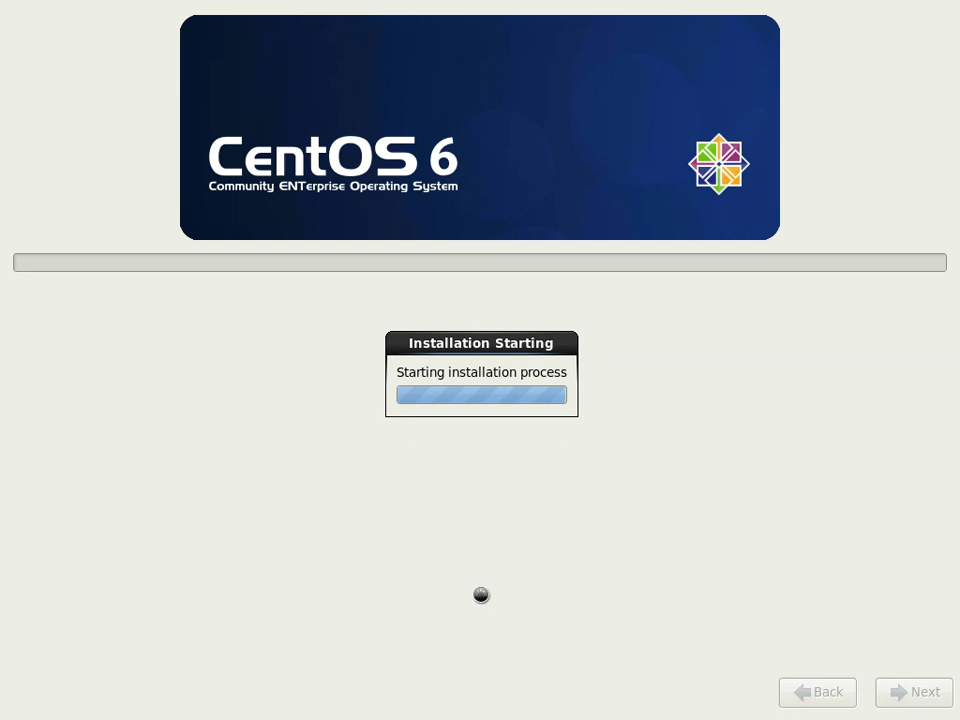 CentOS 6
Community ENTerprise Operating System
Installation Starting
Starting installation process
Back
Next